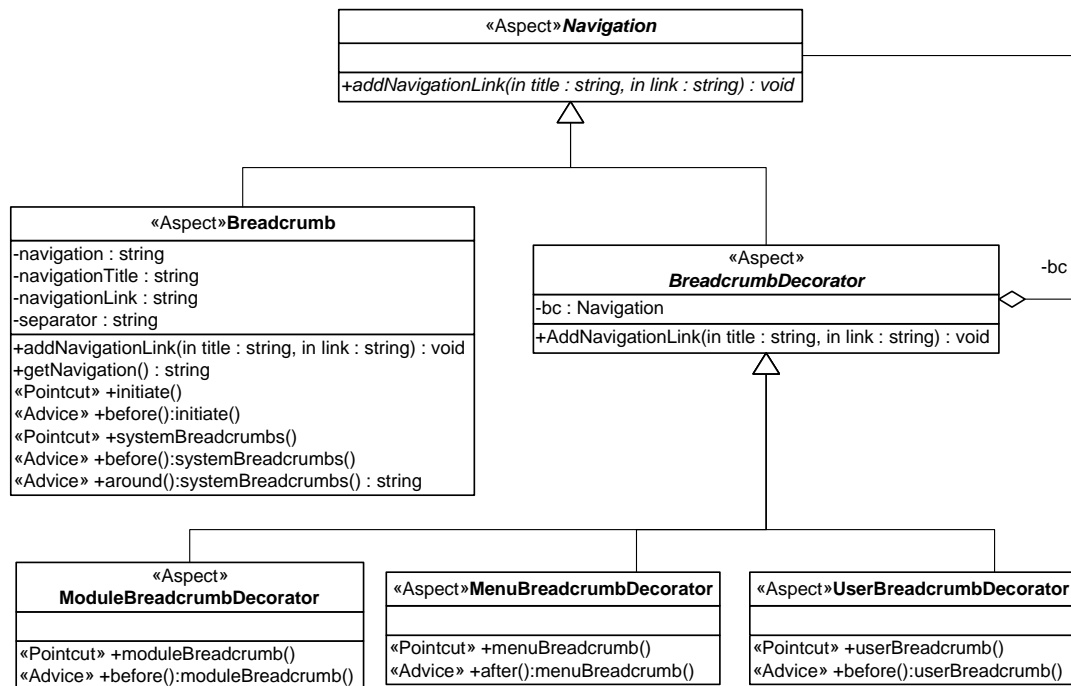 «Aspect»Navigation
+addNavigationLink(in title : string, in link : string) : void
«Aspect»Breadcrumb
-navigation : string
-navigationTitle : string
-navigationLink : string
-separator : string
+addNavigationLink(in title : string, in link : string) : void
+getNavigation() : string
«Pointcut» +initiate()
«Advice» +before():initiate()
«Pointcut» +systemBreadcrumbs()
«Advice» +before():systemBreadcrumbs()
«Advice» +around():systemBreadcrumbs() : string
«Aspect»
BreadcrumbDecorator
-bc : Navigation
+AddNavigationLink(in title : string, in link : string) : void
-bc
«Aspect»
ModuleBreadcrumbDecorator
«Pointcut» +moduleBreadcrumb()
«Advice» +before():moduleBreadcrumb()
«Aspect»MenuBreadcrumbDecorator
«Pointcut» +menuBreadcrumb()
«Advice» +after():menuBreadcrumb()
«Aspect»UserBreadcrumbDecorator
«Pointcut» +userBreadcrumb()
«Advice» +before():userBreadcrumb()